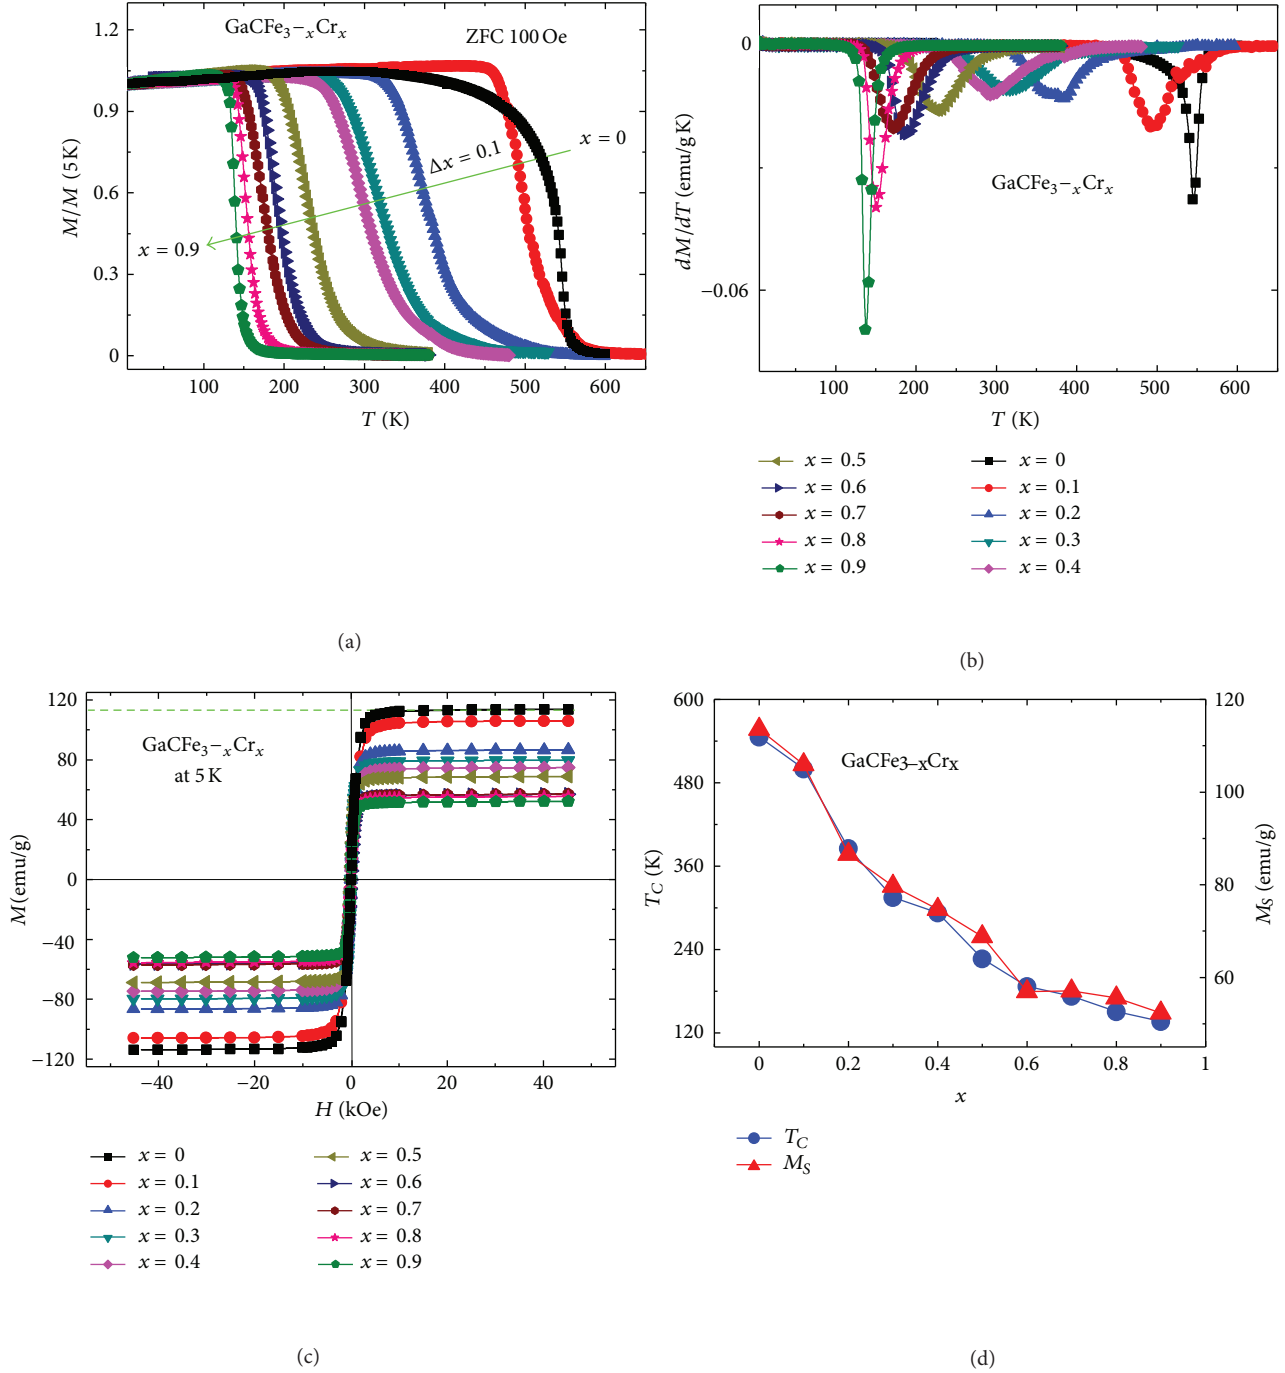 GaCFe3−xCrx
ZFC 100 Oe
x = 0
Δx = 0.1
x = 0.9
1.2
0.9
0.6
0.3
0
M/M (5 K)
100 200 300 400 500 600
T (K)
(a)
0
−0.06
dM/dT (emu/g K)
GaCFe3−xCrx
100 200 300 400 500 600
T (K)
x = 0.5
x = 0.6
x = 0.7
x = 0.8
x = 0.9
x = 0
x = 0.1
x = 0.2
x = 0.3
x = 0.4
(b)
120
80
40
0
−40
−80
−120
M (emu/g)
GaCFe3−xCrx
at 5 K
−40 −20 0 20 40
H (kOe)
x = 0
x = 0.1
x = 0.2
x = 0.3
x = 0.4
x = 0.5
x = 0.6
x = 0.7
x = 0.8
x = 0.9
(c)
600
480
360
240
120
TC (K)
GaCFe3−xCrx
120
100
80
60
MS (emu/g)
0 0.2 0.4 0.6 0.8 1
x
TC
MS
(d)